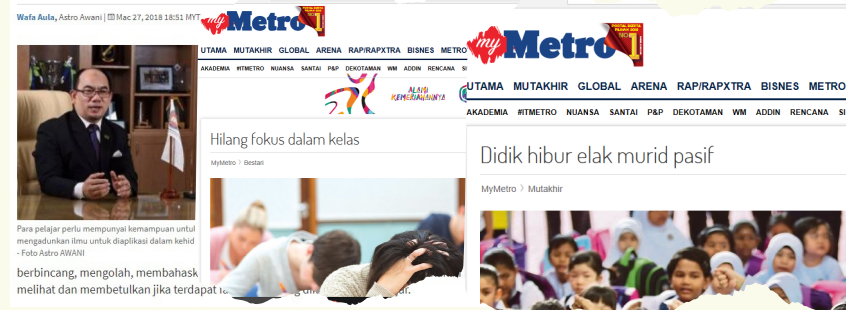 Wafa Aula, Astro Awani | Mac 27, 2018 18:51 MYT
Para pelajar perlu mempunyai kemampuan untuk
mengadunkan ilmu untuk diaplikasi dalam kehid
- Foto Astro AWANI
berbincang, mengolah, membahask
melihat dan membetulkan jika terdapat
myMetro
UTAMA MUTAKHIR GLOBAL ARENA RAP/RAPXTRA BISNES METRO
AKADEMIA #ITMETRO NUANSA SANTAI P&P DEKOTAMAN WM ADDIN RENCANA
Hilang fokus dalam kelas
MyMetro > Bestari
myMetro
NO 1
UTAMA MUTAKHIR GLOBAL ARENA RAP/RAPXTRA BISNES METRO
AKADEMIA #ITMETRO NUANSA SANTAI P&P DEKOTAMAN WM ADDIN RENCANA SI
Didik hibur elak murid pasif
MyMetro > Mutakhir